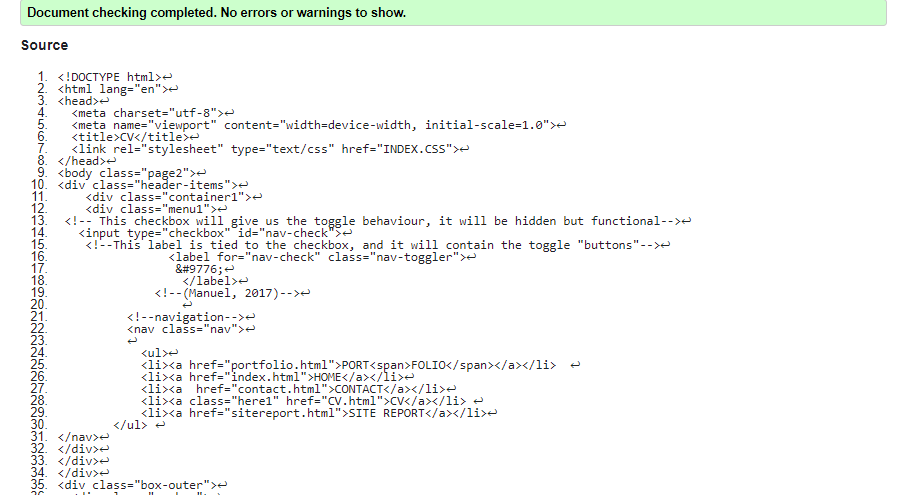 Document checking completed. No errors or warnings to show.
Source
1. <!DOCTYPE html>↩
2. <html lang="en">↩
3. <head>↩
4. <meta charset="utf-8">↩
5. <meta name="viewport" content="width=device-width, initial-scale=1.0">↩
6. <title>CV</title>↩
7. <link rel="stylesheet" type="text/css" href="INDEX.CSS">↩
8. </head>↩
9. <body class="page2">↩
10. <div class="header-items">↩
11. <div class="container1">↩
12. <div class="menu1">↩
13. <!-- This checkbox will give us the toggle behaviour, it will be hidden but functional-->↩
14. <input type="checkbox" id="nav-check">↩
15. <!--This label is tied to the checkbox, and it will contain the toggle "buttons"-->↩
16. <label for="nav-check" class="nav-toggler">↩
17. &#9776;↩
18. </label>↩
19. <!--(Manuel, 2017)-->↩
20. ↩
21. <!--navigation-->↩
22. <nav class="nav">↩
23. ↩
24. <ul>↩
25. <li><a href="portfolio.html">PORT<span>FOLIO</span></a></li> ↩
26. <li><a href="index.html">HOME</a></li>↩
27. <li><a  href="contact.html">CONTACT</a></li>↩
28. <li><a class="here1" href="CV.html">CV</a></li> ↩
29. <li><a href="sitereport.html">SITE REPORT</a></li>↩
30. </ul> ↩
31. </nav>↩
32. </div>↩
33. </div>↩
34. </div>↩
35. <div class="box-outer">↩